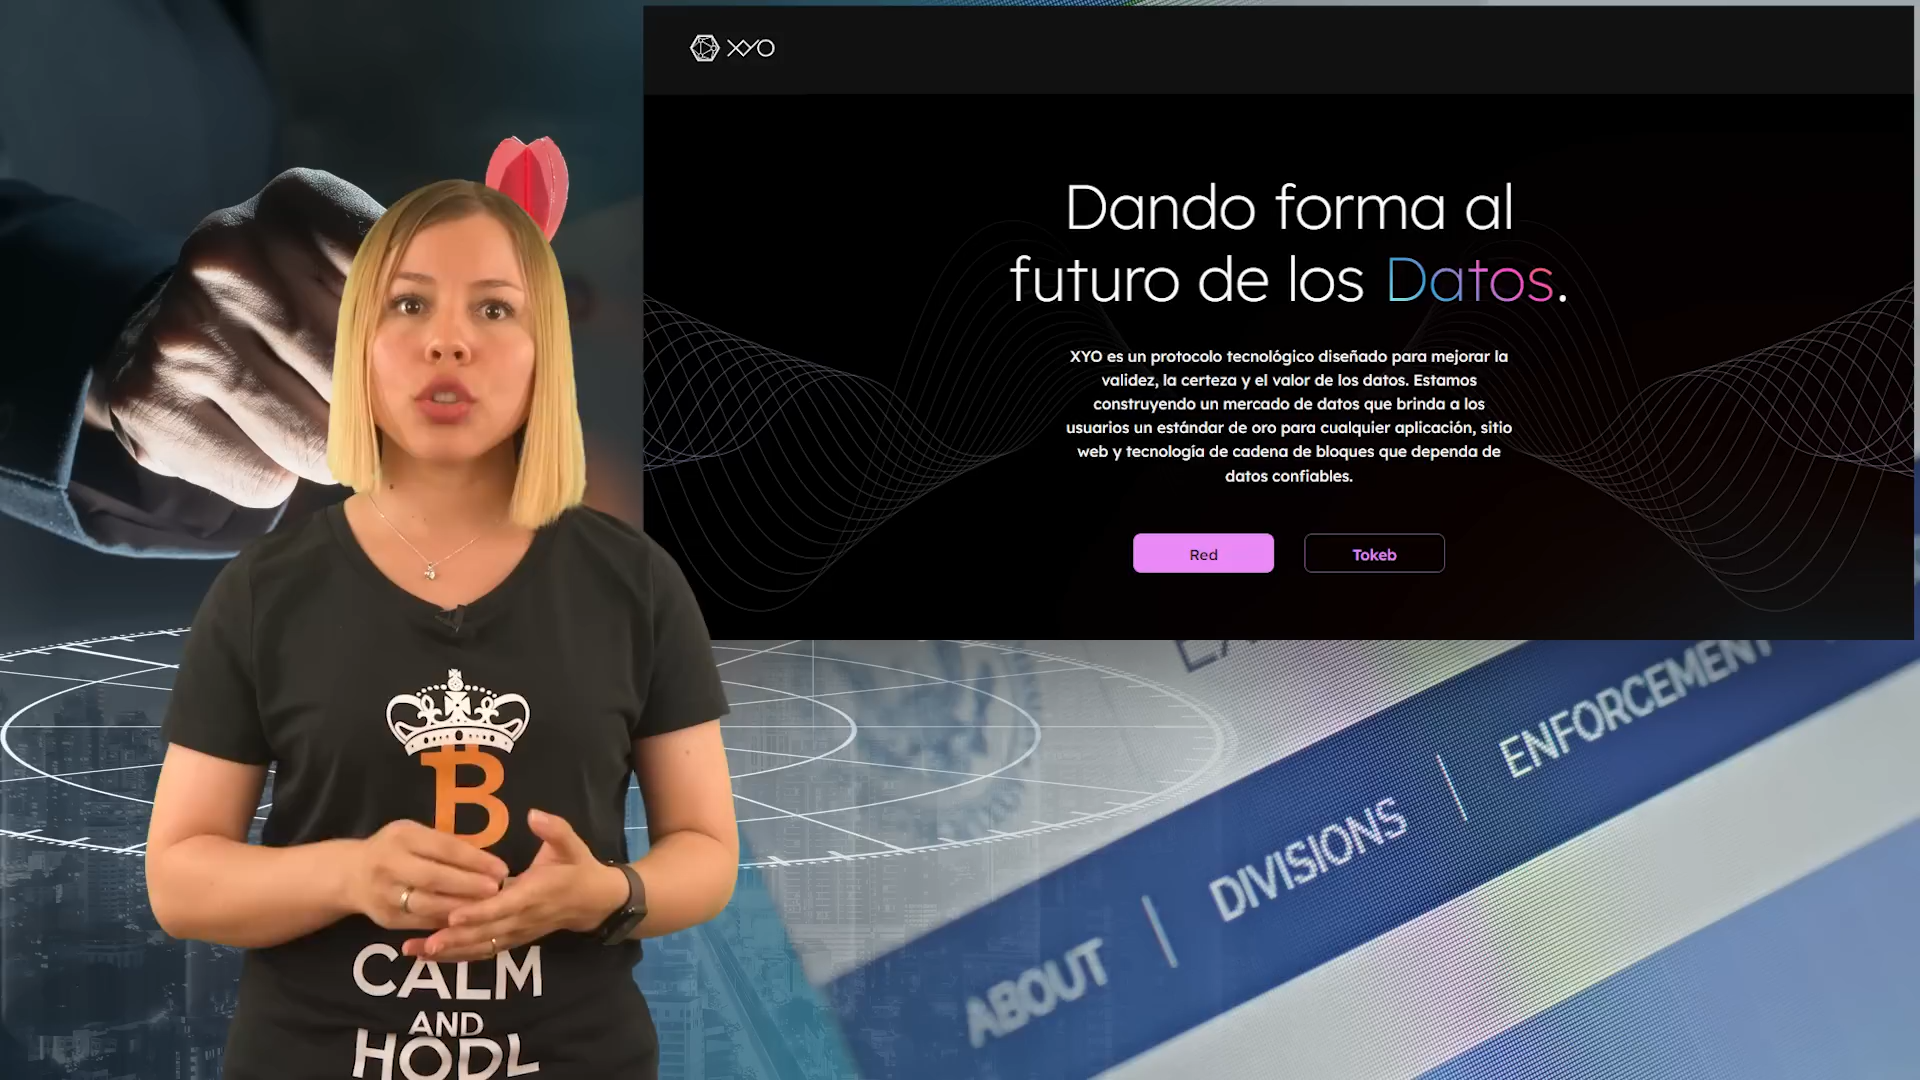 XYO
Dando forma al
futuro de los Datos.
XYO es un protocolo tecnológico diseñado para mejorar la
validez, la certeza y el valor de los datos. Estamos
construyendo un mercado de datos que brinda a los
usuarios un estándar de oro para cualquier aplicación, sitio
web y tecnología de cadena de bloques que dependa de
datos confiables.
Red
Tokeb
ABOUT | DIVISIONS | ENFORCEMENT
B
CALM
AND
HODL